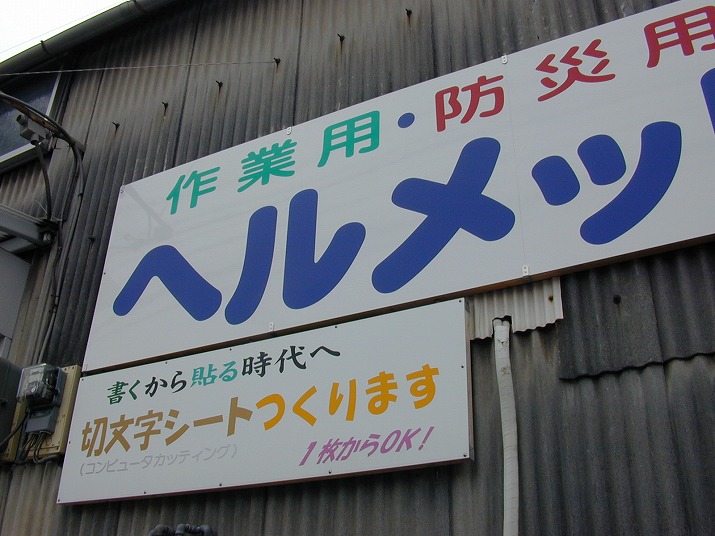 作業用・防災用
ヘルメッ
書くから貼る時代へ
切文字シートつくります
(コンピュータカッティング)
1枚からOK!